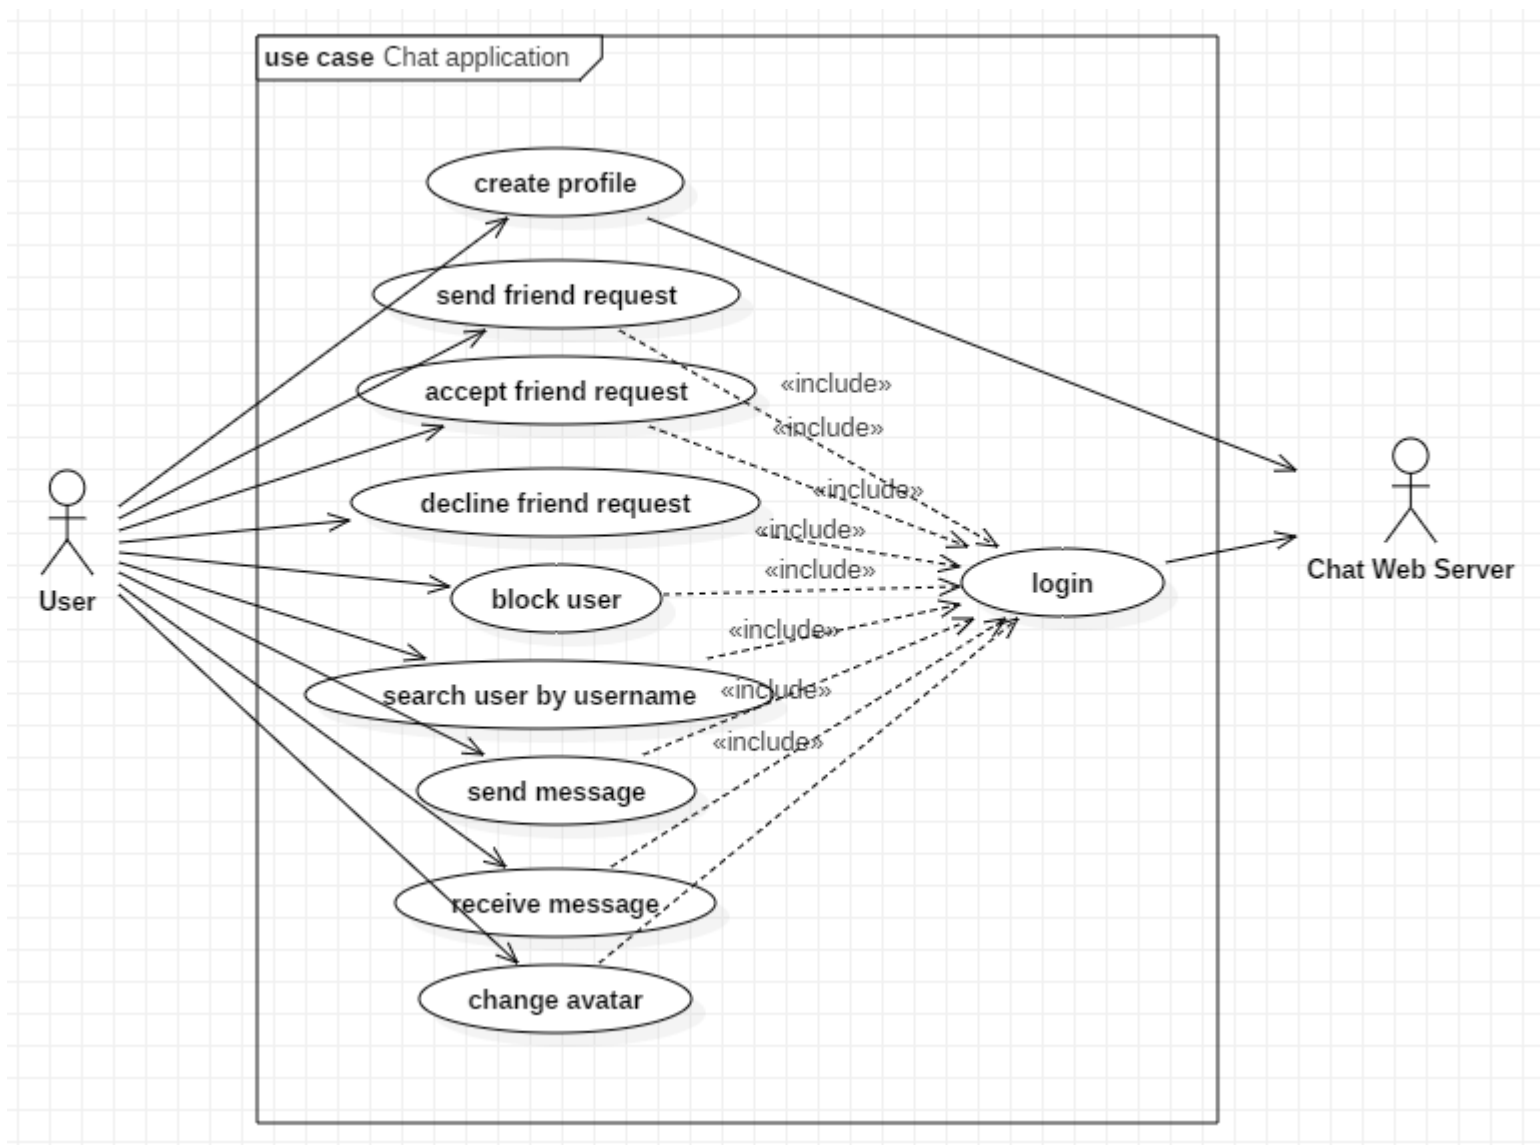 use case Chat application
create profile
send friend request
«include»
accept friend request
«include»
«include»
decline friend request
«include»
«include»
login
Chat Web Server
block user
User
«include»
search user by username
«include»
«include»
send message
receive message
change avatar